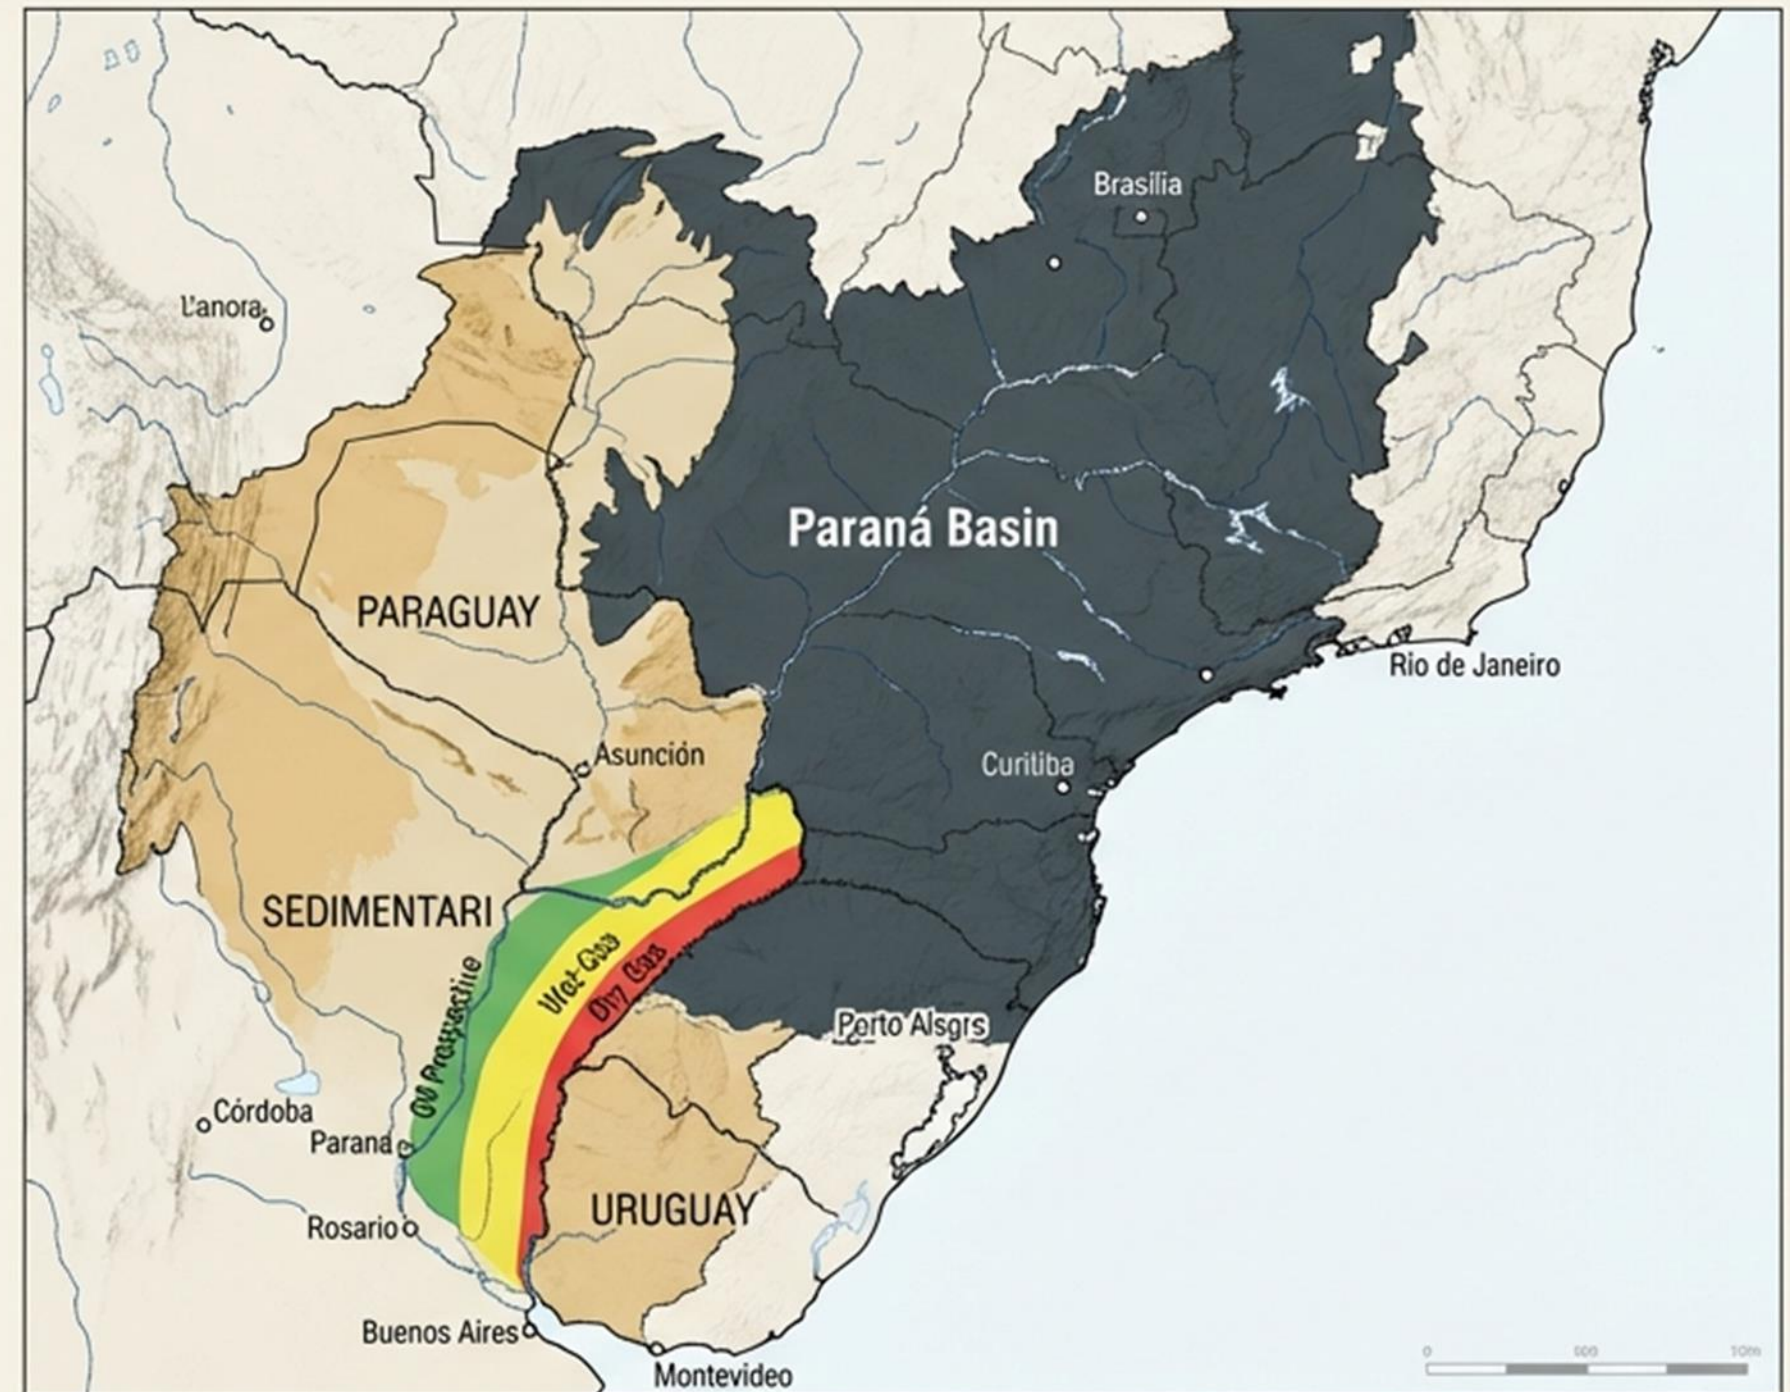 Brasília
L'anora
Paraná Basin
PARAGUAY
Rio de Janeiro
Asunción
Curitiba
SEDIMENTARI
Porto Alsgrs
Córdoba
Parana
Rosario
URUGUAY
Buenos Aires
Montevideo
0